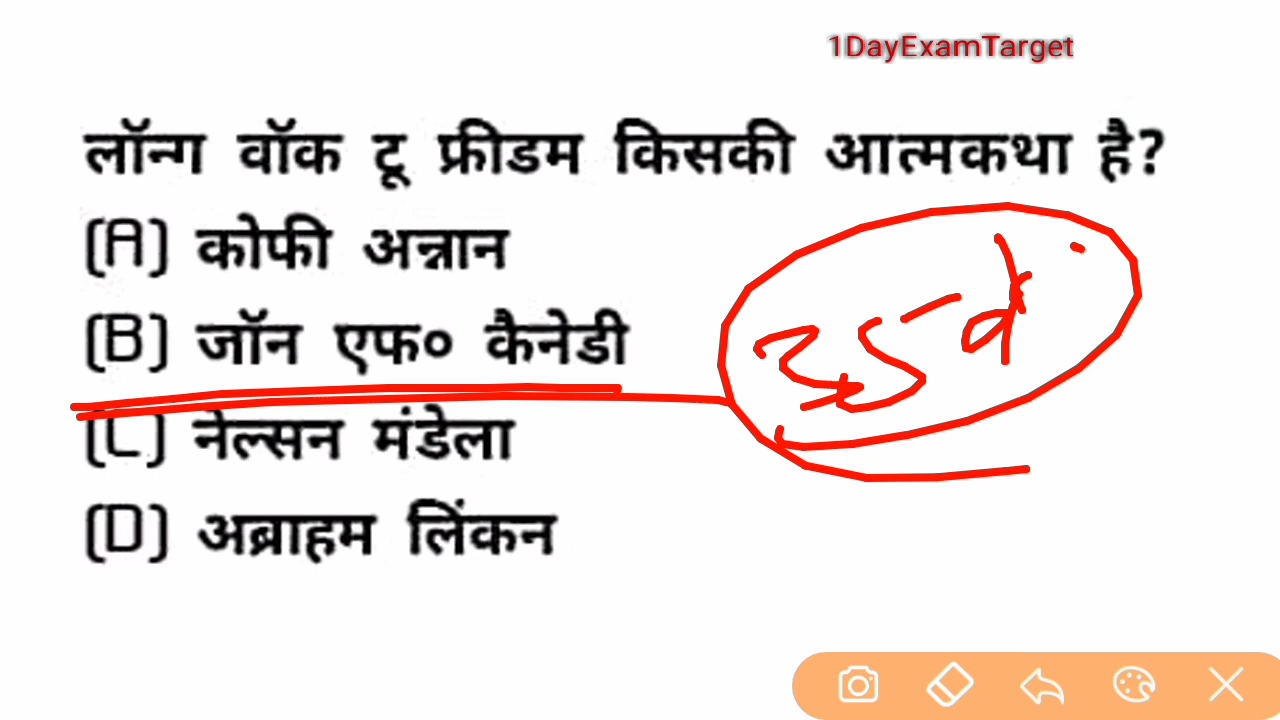 1DayExamTarget
लॉन्ग वॉक टू फ्रीडम किसकी आत्मकथा है?
(A) कोफी अन्नान
(B) जॉन एफ० कैनेडी
(C) नेल्सन मंडेला
(D) अब्राहम लिंकन